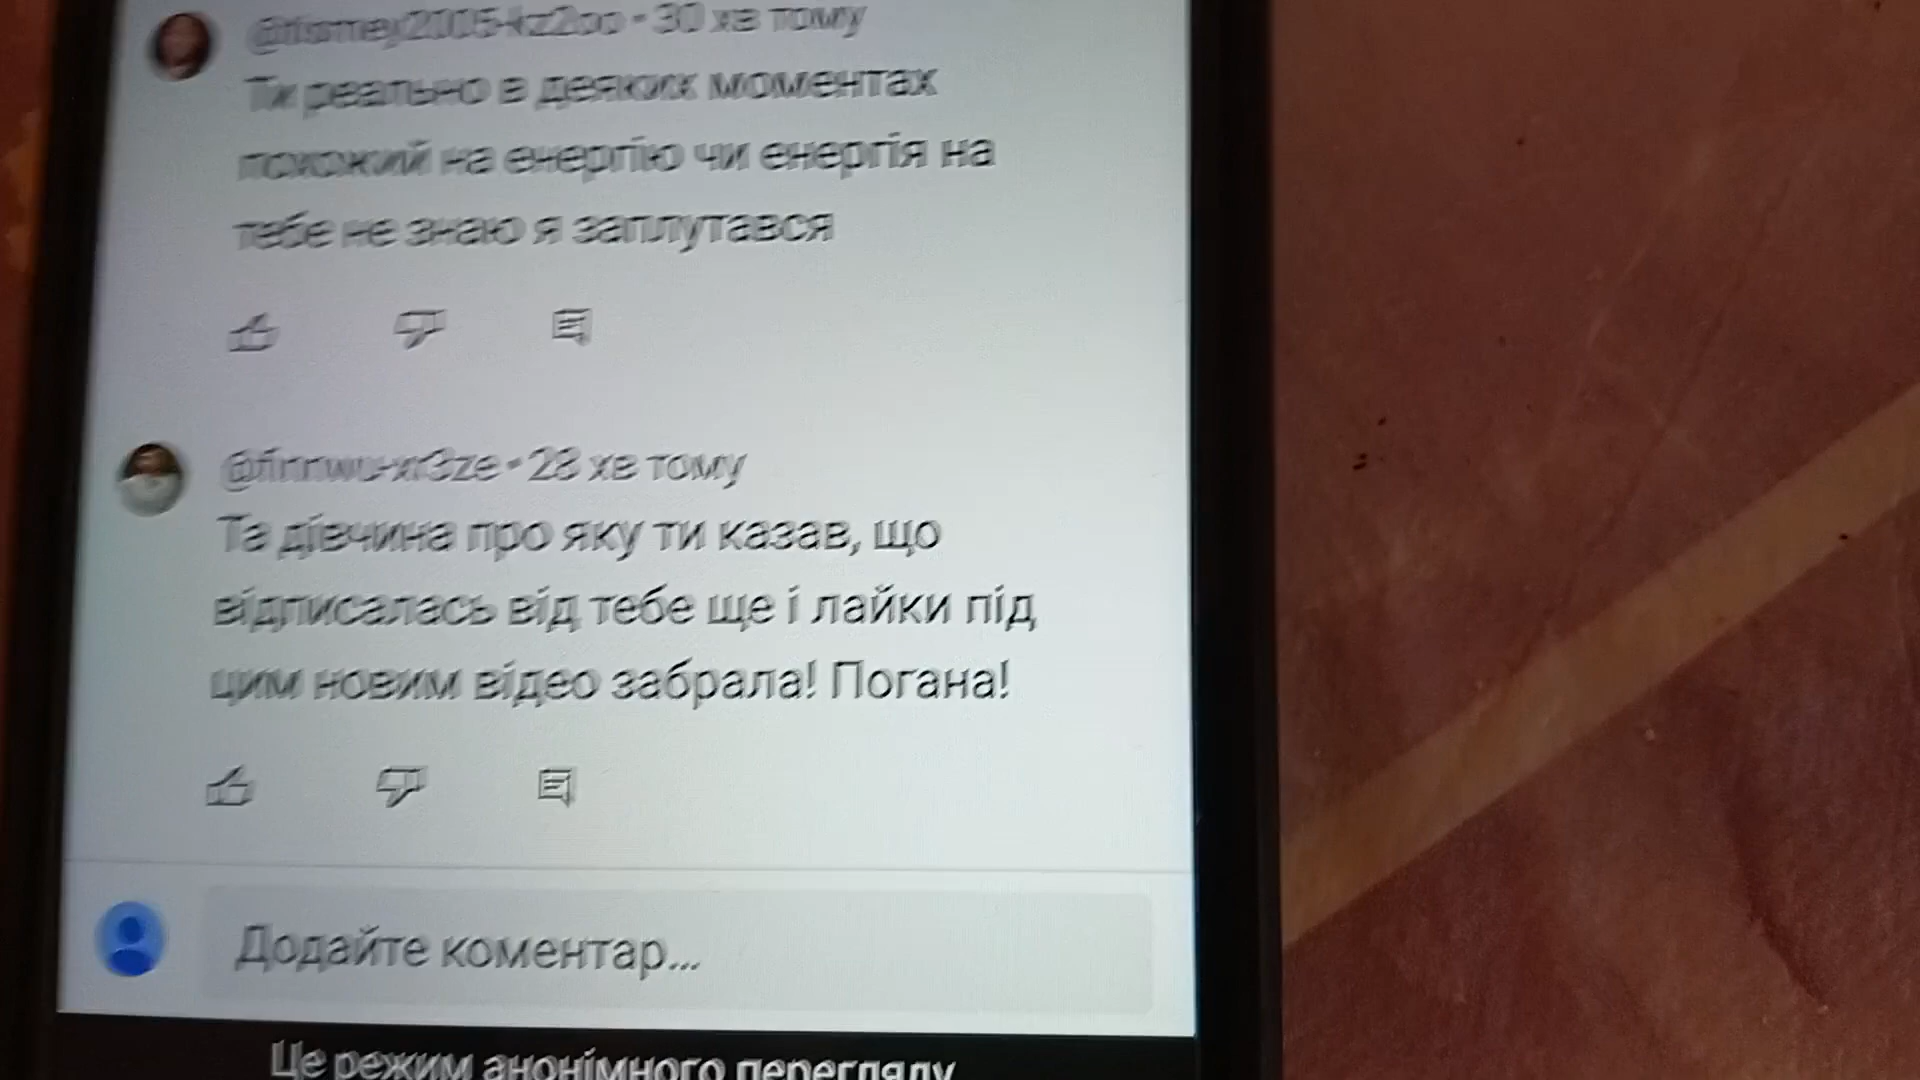 30 хв тому
Ти реально в деяких моментах
похожий на енергію чи енергія на
тебе не знаю я заплутався
28 хв тому
Та дівчина про яку ти казав, що
відписалась від тебе ще і лайки під
цим новим відео забрала! Погана!
Додайте коментар...
Це режим анонімного перегляду